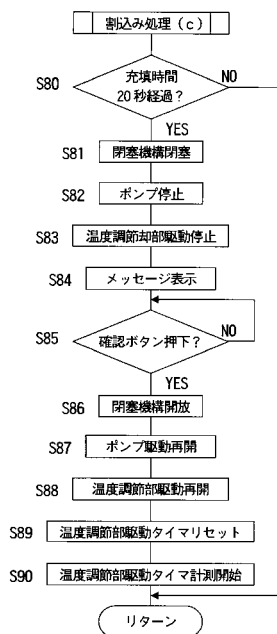 割込み処理（c）
S80
充填時間
20秒経過？
NO
YES
S81
閉塞機構閉塞
S82
ポンプ停止
S83
温度調節却部駆動停止
S84
メッセージ表示
S85
確認ボタン押下？
NO
YES
S86
閉塞機構開放
S87
ポンプ駆動再開
S88
温度調節部駆動再開
S89
温度調節部駆動タイマリセット
S90
温度調節部駆動タイマ計測開始
リターン